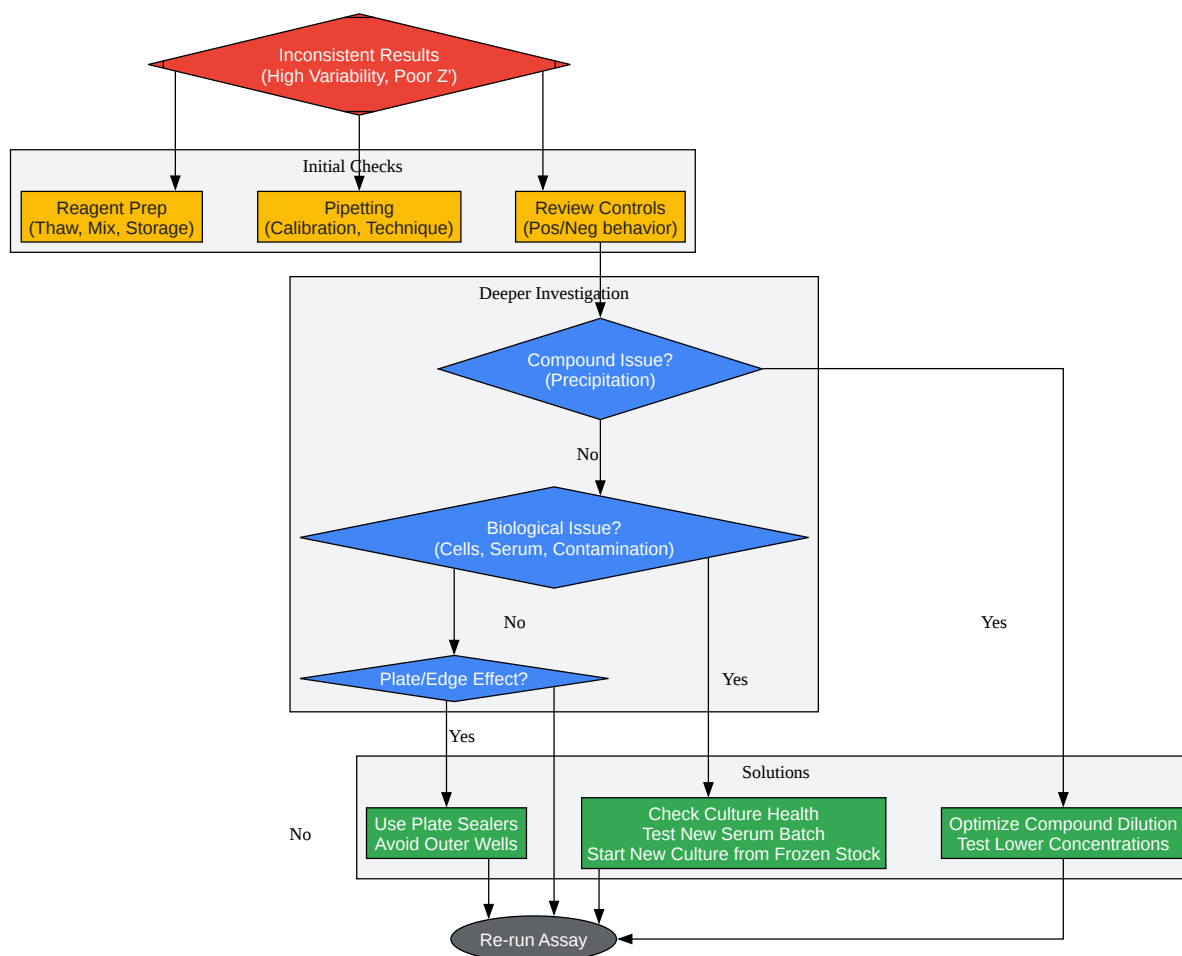 Inconsistent Results
(High Variability, Poor Z')
Initial Checks
Reagent Prep
(Thaw, Mix, Storage)
Pipetting
(Calibration, Technique)
Review Controls
(Pos/Neg behavior)
Deeper Investigation
Compound Issue?
(Precipitation)
No
Biological Issue?
(Cells, Serum, Contamination)
No
Yes
Plate/Edge Effect?
Yes
Yes
Solutions
No
Use Plate Sealers
Avoid Outer Wells
Check Culture Health
Test New Serum Batch
Start New Culture from Frozen Stock
Optimize Compound Dilution
Test Lower Concentrations
Re-run Assay